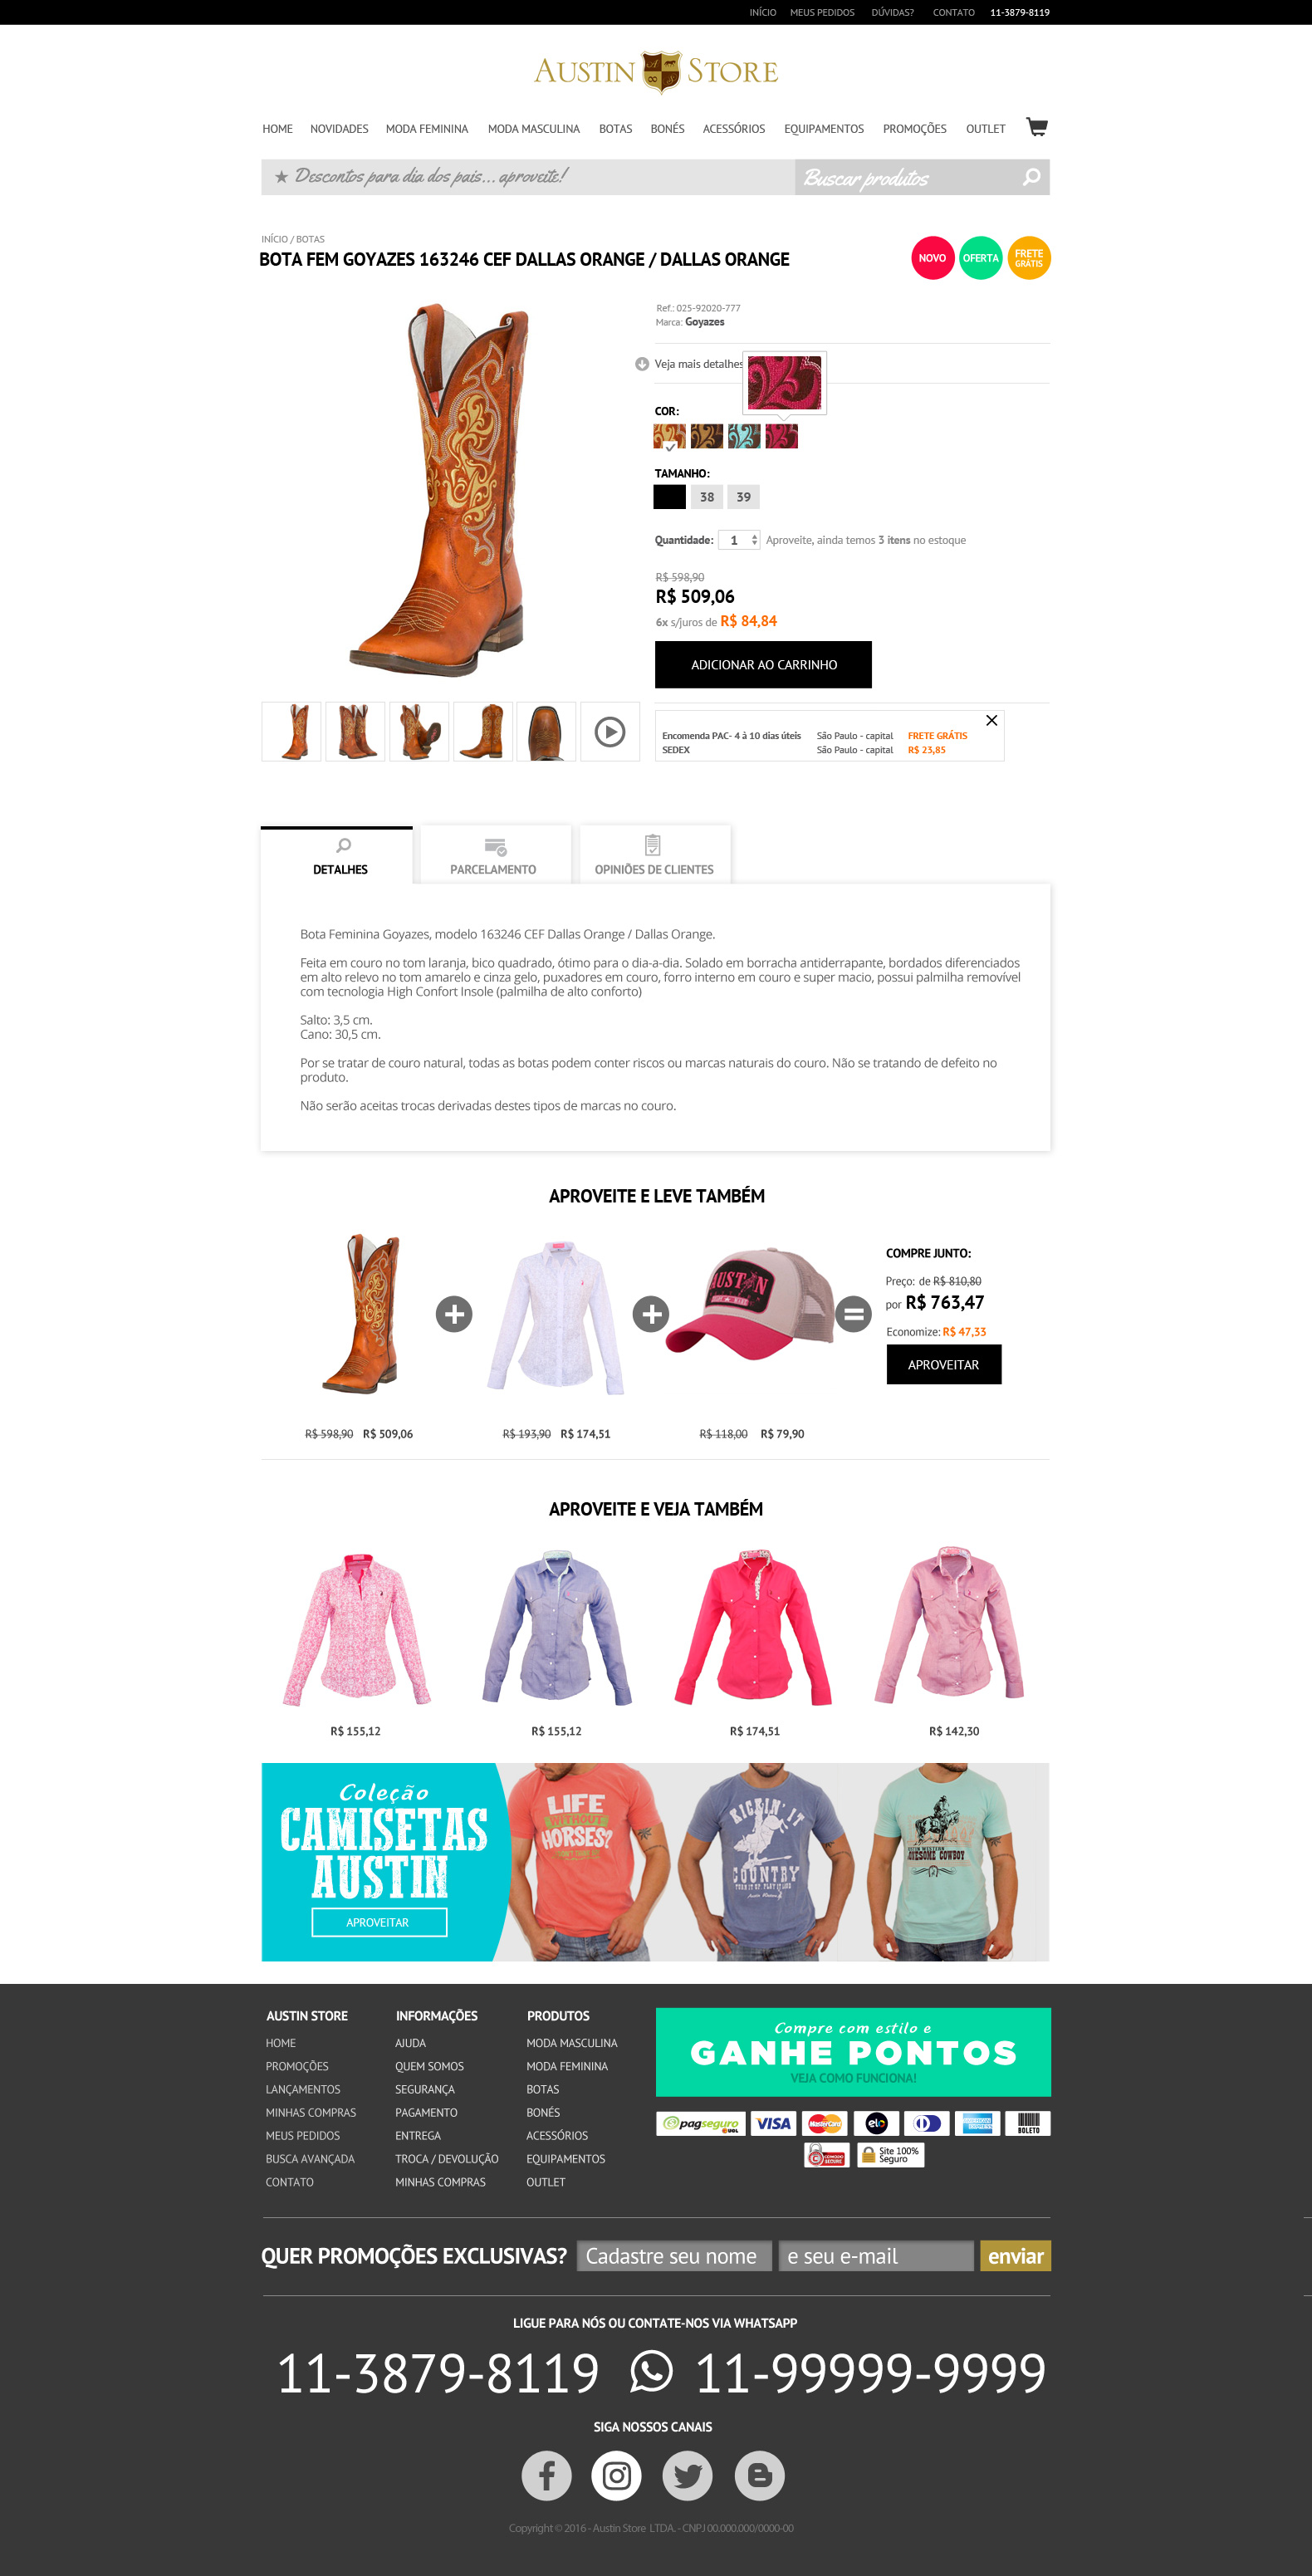 INÍCIO MEUS PEDIDOS DÚVIDAS? CONTATO 11-3879-8119
AUSTIN STORE
HOME NOVIDADES MODA FEMININA MODA MASCULINA BOTAS BONÉS ACESSÓRIOS EQUIPAMENTOS PROMOÇÕES OUTLET
★ Descontos para dia dos pais... aproveite! Buscar produtos
INÍCIO / BOTAS
BOTA FEM GOYAZES 163246 CEF DALLAS ORANGE / DALLAS ORANGE
NOVO
OFERTA
FRETE
GRÁTIS
Ref.: 025-92020-777
Marca: Goyazes
Veja mais detalhes
COR:
TAMANHO:
38 39
Quantidade: 1 Aproveite, ainda temos 3 itens no estoque
R$ 598,90
R$ 509,06
6x s/juros de R$ 84,84
ADICIONAR AO CARRINHO
Encomenda PAC- 4 à 10 dias úteis São Paulo - capital FRETE GRÁTIS
SEDEX São Paulo - capital R$ 23,85
DETALHES
PARCELAMENTO
OPINIÕES DE CLIENTES
Bota Feminina Goyazes, modelo 163246 CEF Dallas Orange / Dallas Orange.
Feita em couro no tom laranja, bico quadrado, ótimo para o dia-a-dia. Solado em borracha antiderrapante, bordados diferenciados
em alto relevo no tom amarelo e cinza gelo, puxadores em couro, forro interno em couro e super macio, possui palmilha removível
com tecnologia High Confort Insole (palmilha de alto conforto)
Salto: 3,5 cm.
Cano: 30,5 cm.
Por se tratar de couro natural, todas as botas podem conter riscos ou marcas naturais do couro. Não se tratando de defeito no
produto.
Não serão aceitas trocas derivadas destes tipos de marcas no couro.
APROVEITE E LEVE TAMBÉM
AUSTIN
COMPRE JUNTO:
Preço: de R$ 810,80
por R$ 763,47
Economize: R$ 47,33
APROVEITAR
R$ 598,90 R$ 509,06
R$ 193,90 R$ 174,51
R$ 118,00 R$ 79,90
APROVEITE E VEJA TAMBÉM
R$ 155,12
R$ 155,12
R$ 174,51
R$ 142,30
Coleção
CAMISETAS
AUSTIN
APROVEITAR
LIFE
WITHOUT
HORSES?
KICKIN' IT
COUNTRY
AUSTIN WESTERN
AWESOME COWBOY
AUSTIN STORE
HOME
PROMOÇÕES
LANÇAMENTOS
MINHAS COMPRAS
MEUS PEDIDOS
BUSCA AVANÇADA
CONTATO
INFORMAÇÕES
AJUDA
QUEM SOMOS
SEGURANÇA
PAGAMENTO
ENTREGA
TROCA / DEVOLUÇÃO
MINHAS COMPRAS
PRODUTOS
MODA MASCULINA
MODA FEMININA
BOTAS
BONÉS
ACESSÓRIOS
EQUIPAMENTOS
OUTLET
Compre com estilo e
GANHE PONTOS
VEJA COMO FUNCIONA!
pagseguro
UOL
VISA
MasterCard
elo
AMERICAN EXPRESS
BOLETO
COMODO
SECURE
Site 100%
Seguro
QUER PROMOÇÕES EXCLUSIVAS? Cadastre seu nome e seu e-mail enviar
LIGUE PARA NÓS OU CONTATE-NOS VIA WHATSAPP
11-3879-8119 11-99999-9999
SIGA NOSSOS CANAIS
Copyright © 2016 - Austin Store LTDA. - CNPJ 00.000.000/0000-00